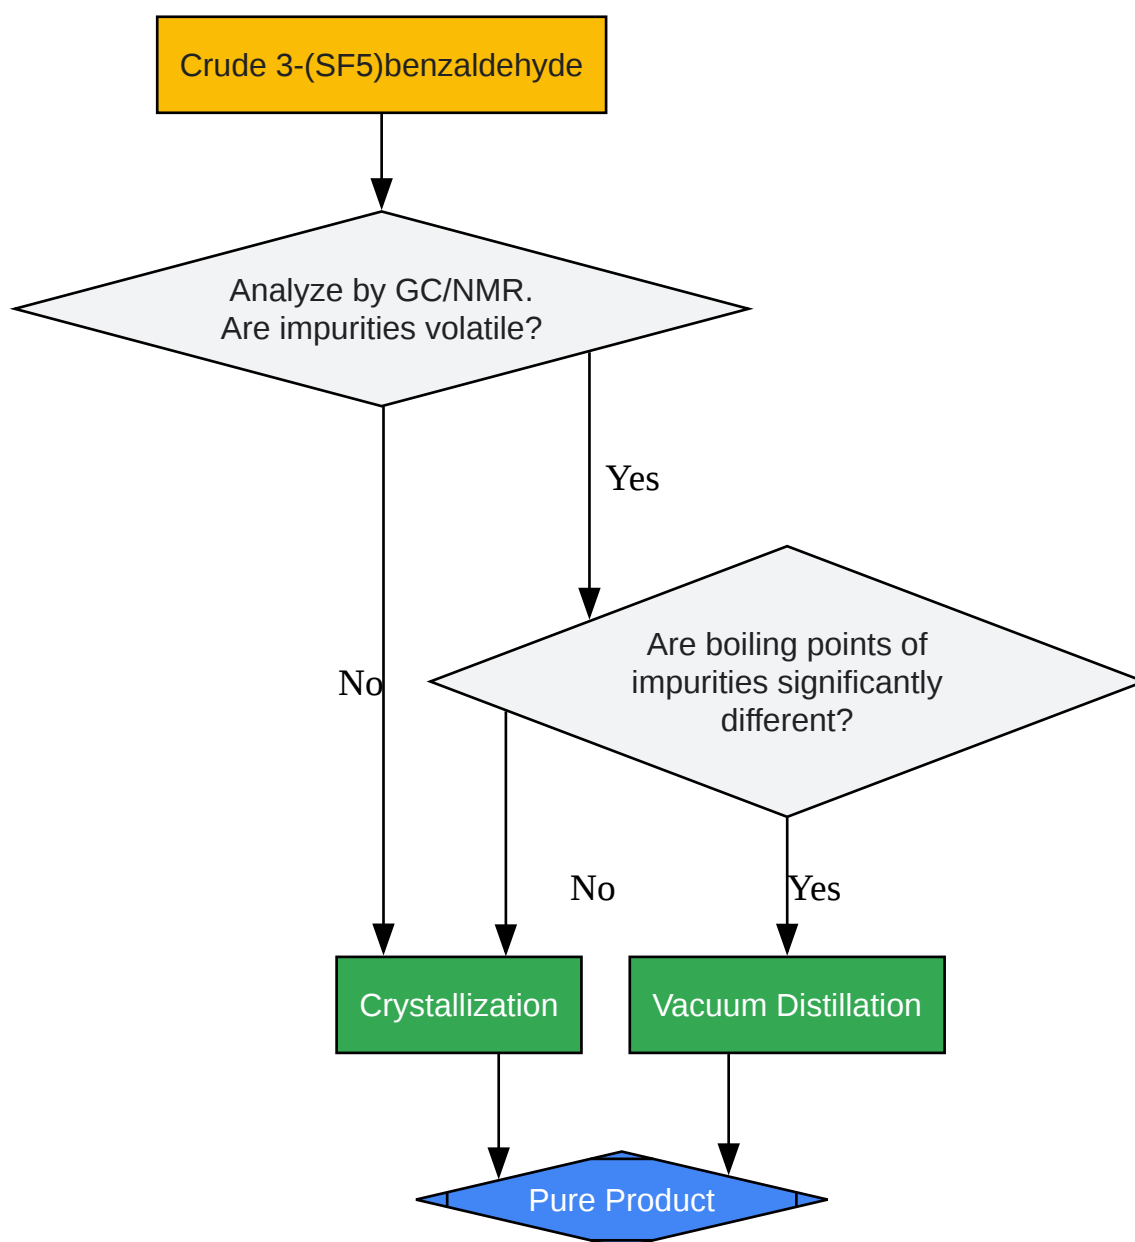 Crude 3-(SF5)benzaldehyde
Analyze by GC/NMR.
Are impurities volatile?
Yes
Are boiling points of
impurities significantly
different?
No
No
Yes
Crystallization
Vacuum Distillation
Pure Product